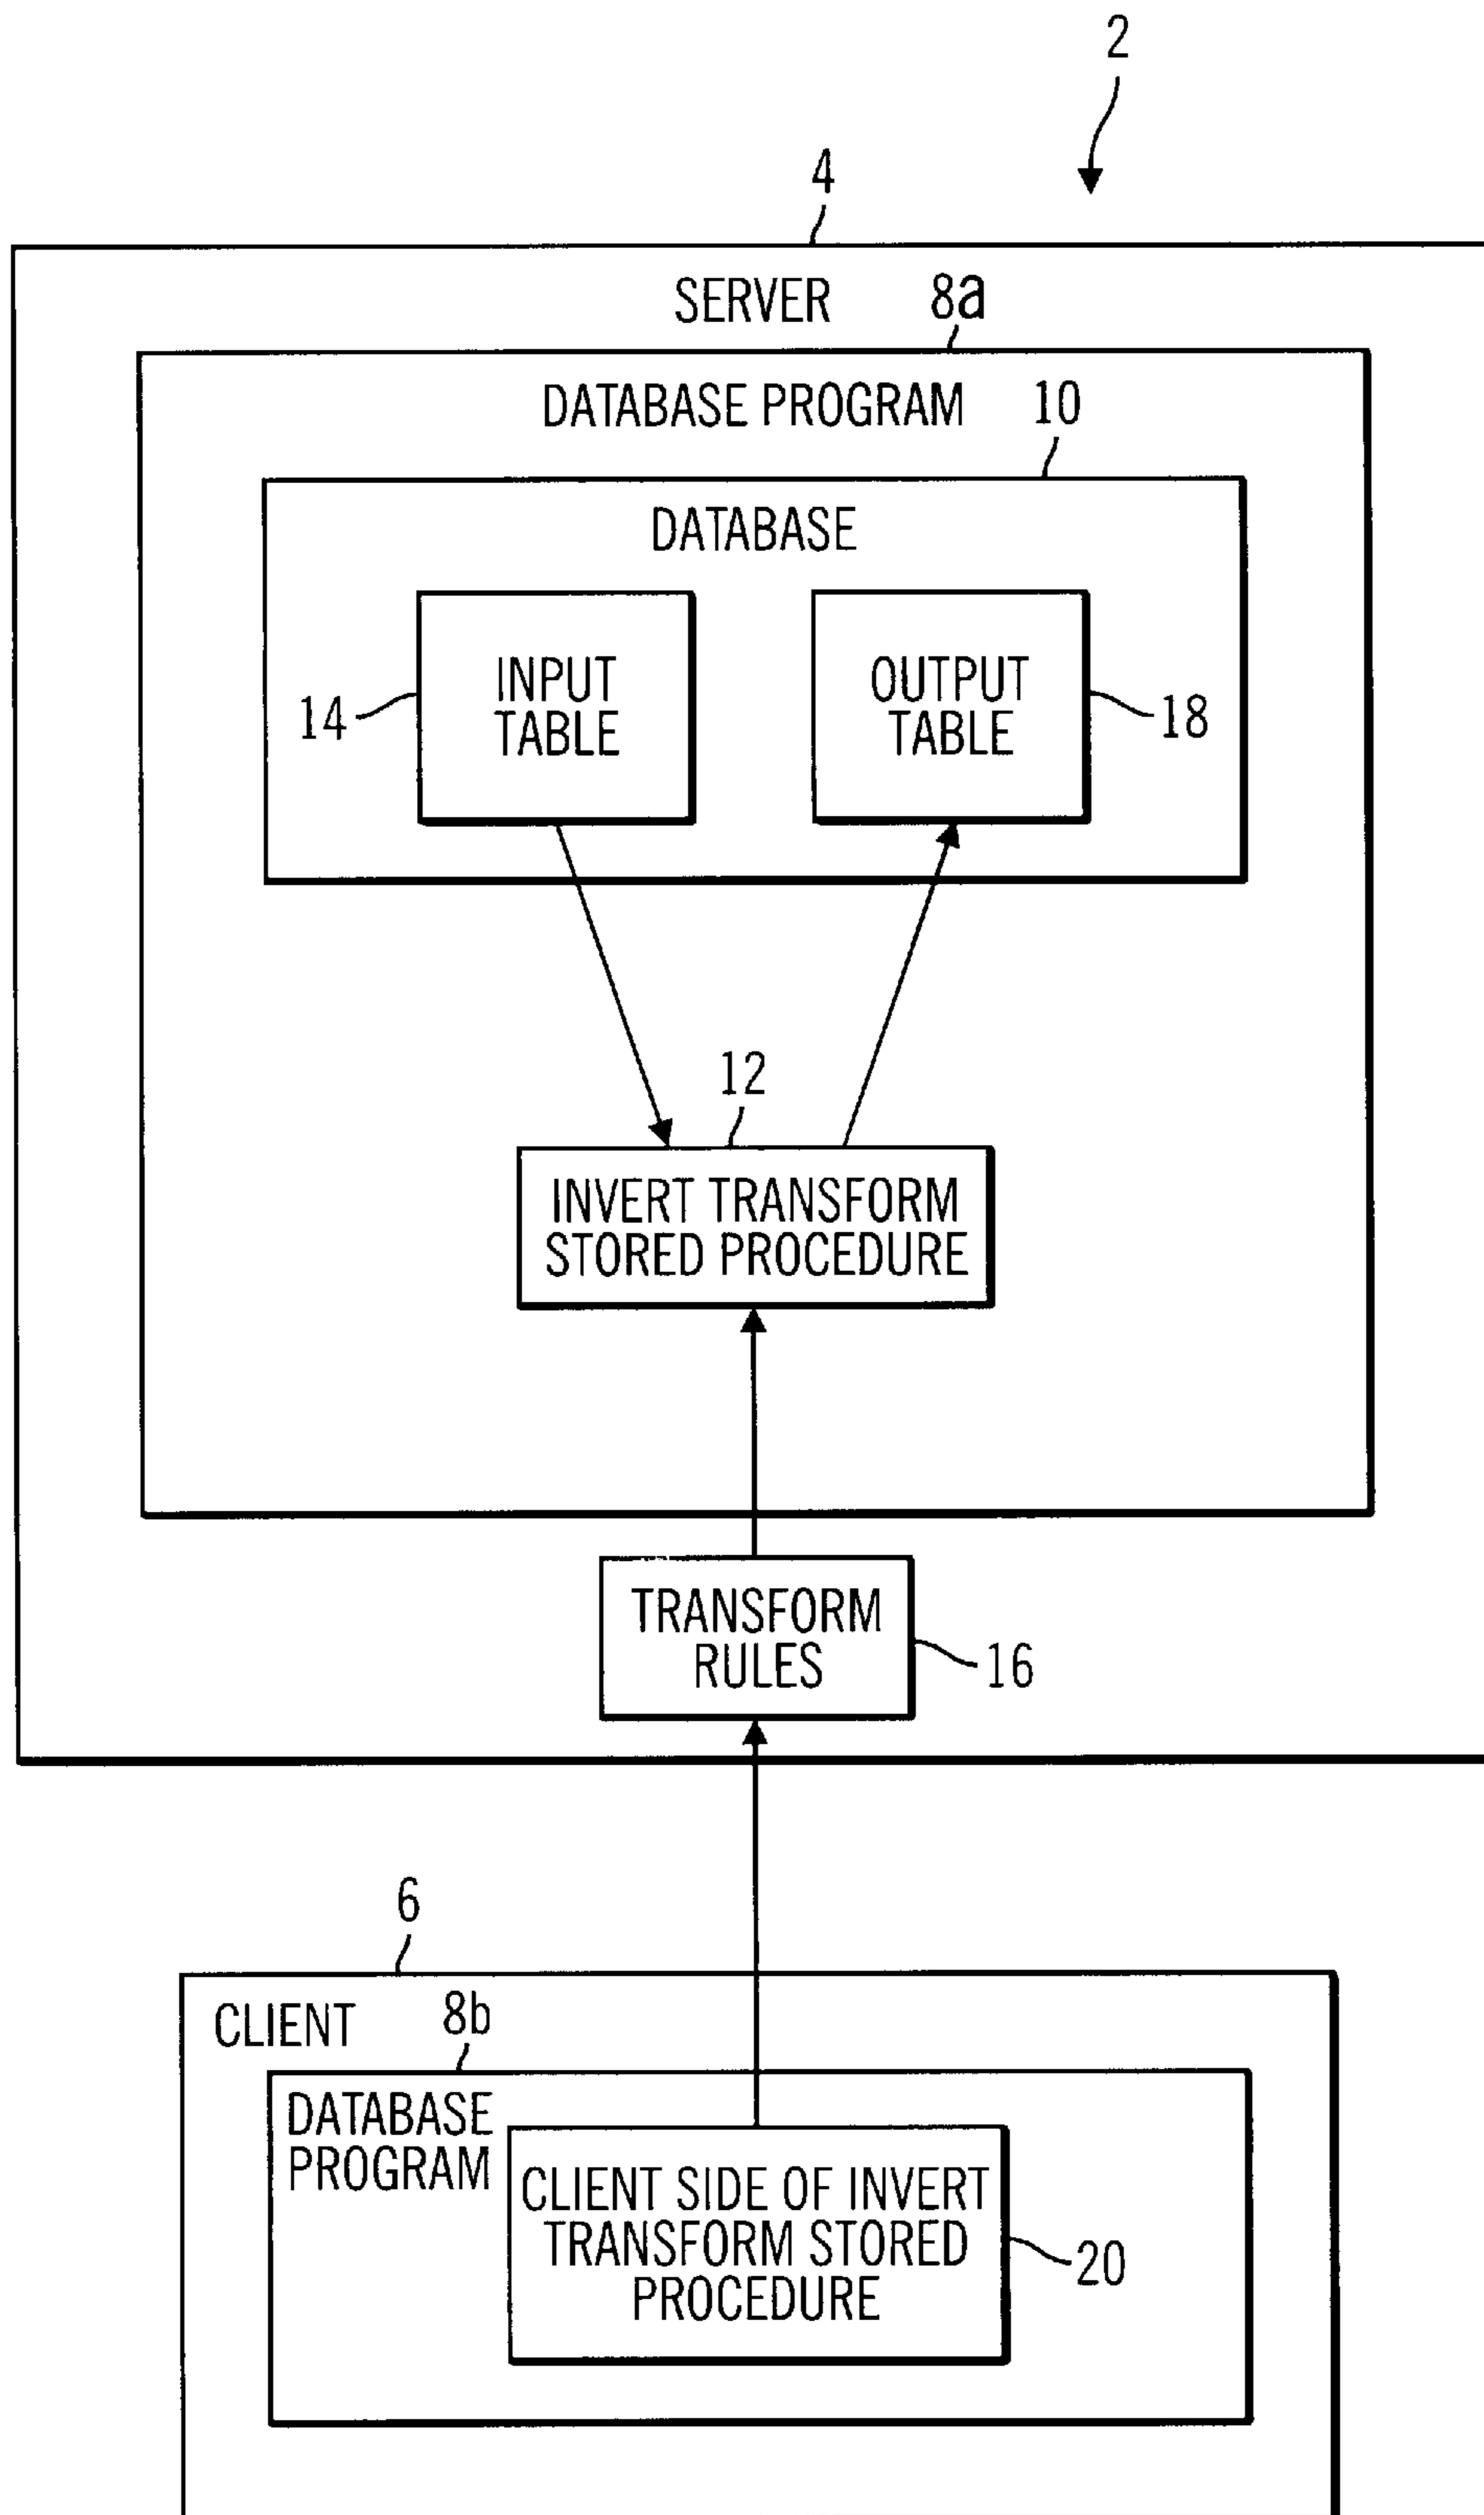 2
4
SERVER
8a
DATABASE PROGRAM
10
DATABASE
INPUT
TABLE
14
OUTPUT
TABLE
18
12
INVERT TRANSFORM
STORED PROCEDURE
TRANSFORM
RULES
16
6
CLIENT
8b
DATABASE
PROGRAM
CLIENT SIDE OF INVERT
TRANSFORM STORED
PROCEDURE
20